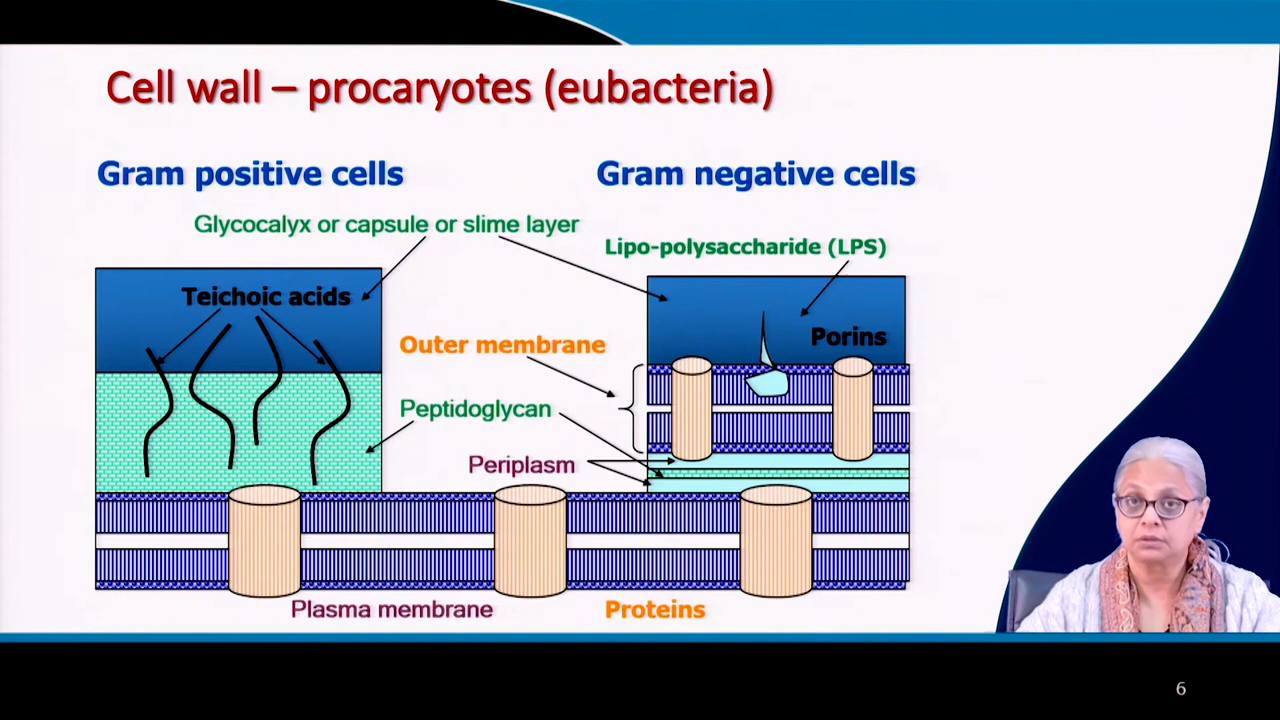 Cell wall – procaryotes (eubacteria)
Gram positive cells
Gram negative cells
Glycocalyx or capsule or slime layer
Lipo-polysaccharide (LPS)
Teichoic acids
Porins
Outer membrane
Peptidoglycan
Periplasm
Plasma membrane
Proteins
6